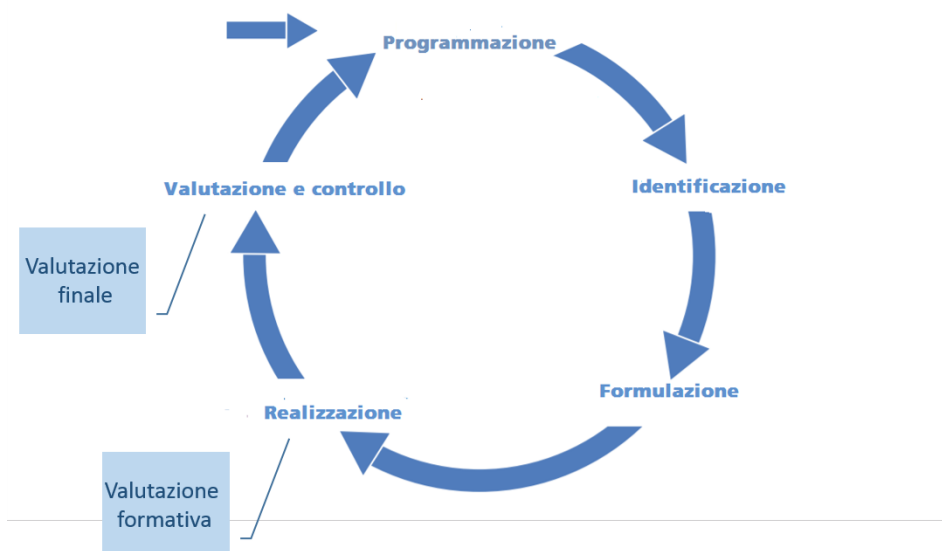 Programmazione
Valutazione e controllo
Identificazione
Valutazione
finale
Formulazione
Realizzazione
Valutazione
formativa